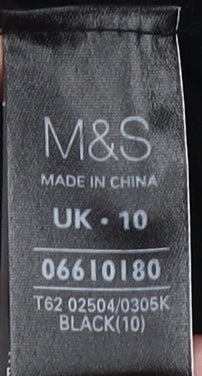 M&S
MADE IN CHINA
UK • 10
06610180
T62 02504/0305K
BLACK(10)